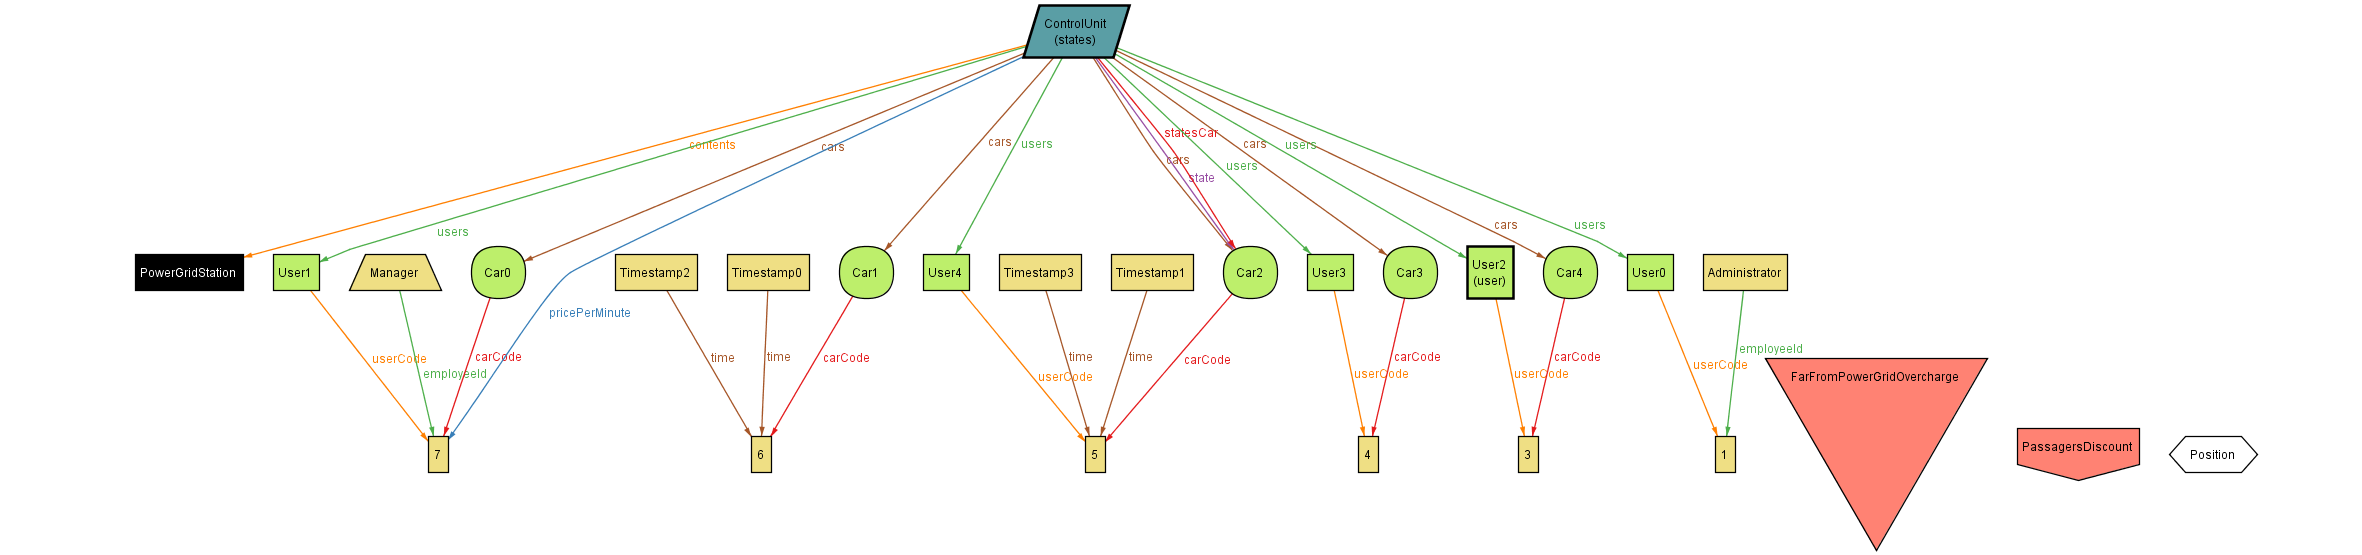 ControlUnit
(states)
statesCar
cars
users
contents
cars
cars
users
cars
users
state
users
users
cars
users
PowerGridStation
User1
Manager
Car0
Timestamp2
Timestamp0
Car1
User4
Timestamp3
Timestamp1
Car2
User3
Car3
User2
(user)
Car4
User0
Administrator
pricePerMinute
userCode
employeeId
carCode
time
time
carCode
userCode
time
time
carCode
userCode
carCode
userCode
carCode
userCode
employeeId
FarFromPowerGridOvercharge
PassagersDiscount
Position
7
6
5
4
3
1